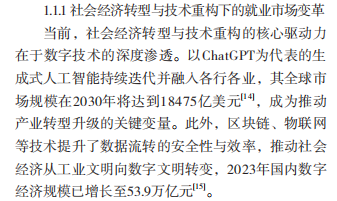 1.1.1 社会经济转型与技术重构下的就业市场变革
当前，社会经济转型与技术重构的核心驱动力
在于数字技术的深度渗透。以ChatGPT为代表的生
成式人工智能持续迭代并融入各行各业，其全球市
场规模在2030年将达到18475亿美元[14]，成为推动
产业转型升级的关键变量。此外，区块链、物联网
等技术提升了数据流转的安全性与效率，推动社会
经济从工业文明向数字文明转变，2023年国内数字
经济规模已增长至53.9万亿元[15]。